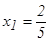 x₁ = 2/5